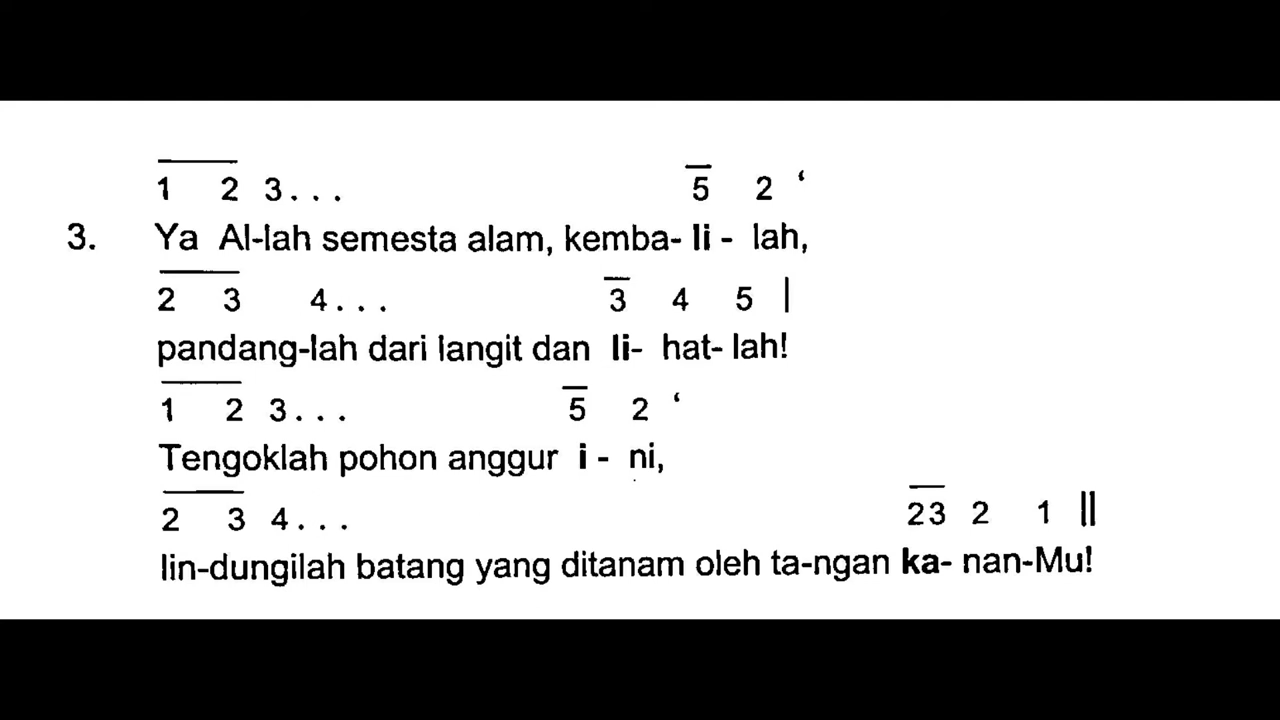 1 2 3... 5 2 ‘
3. Ya Al-lah semesta alam, kemba- li - lah,
2 3 4... 3 4 5 |
pandang-lah dari langit dan li- hat- lah!
1 2 3... 5 2 ‘
Tengoklah pohon anggur i - ni,
2 3 4... 23 2 1 ||
lin-dungilah batang yang ditanam oleh ta-ngan ka- nan-Mu!